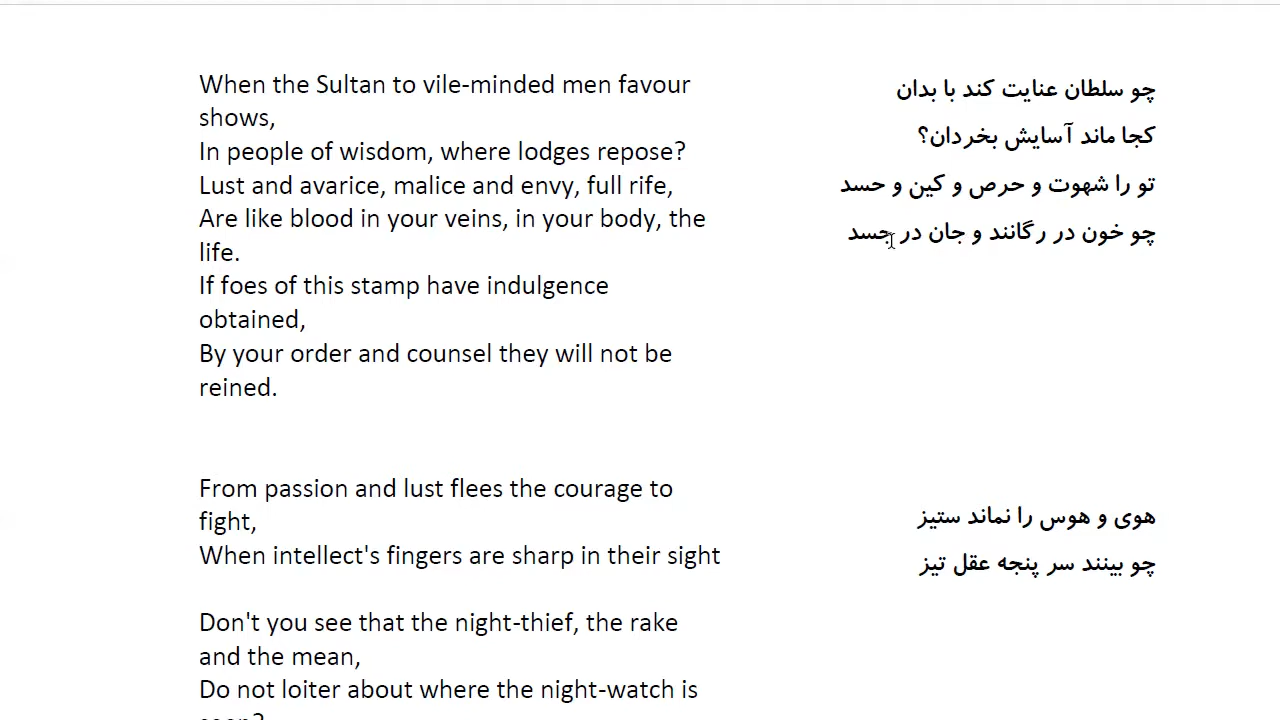 When the Sultan to vile-minded men favour
shows,
In people of wisdom, where lodges repose?
Lust and avarice, malice and envy, full rife,
Are like blood in your veins, in your body, the
life.
If foes of this stamp have indulgence
obtained,
By your order and counsel they will not be
reined.
چو سلطان عنایت کند با بدان
کجا ماند آسایش بخردان؟
تو را شهوت و حرص و کین و حسد
چو خون در رگانند و جان در جسد
From passion and lust flees the courage to
fight,
When intellect's fingers are sharp in their sight
هوی و هوس را نماند ستیز
چو بینند سر پنجه عقل تیز
Don't you see that the night-thief, the rake
and the mean,
Do not loiter about where the night-watch is